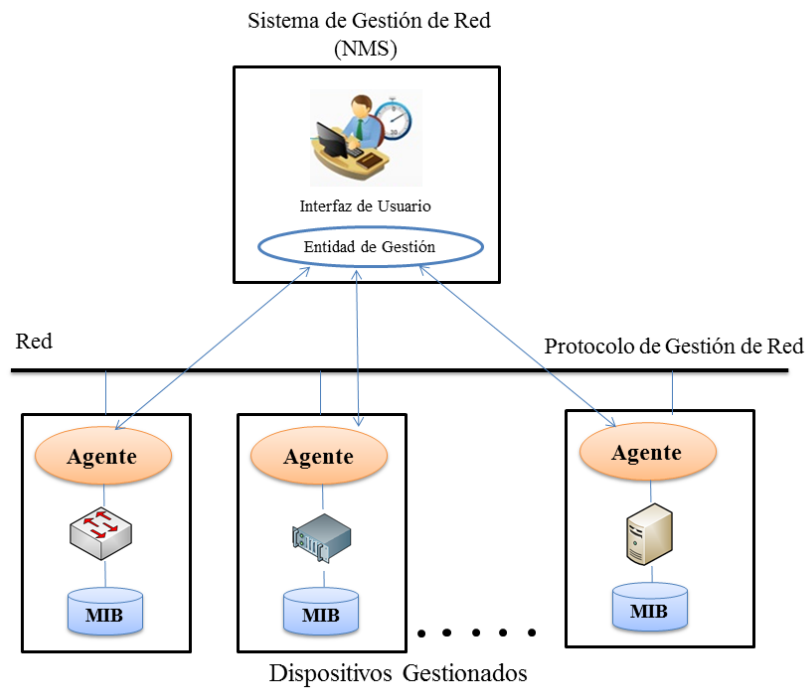 Sistema de Gestión de Red
(NMS)
Interfaz de Usuario
Entidad de Gestión
Red
Protocolo de Gestión de Red
Agente
Agente
Agente
MIB
MIB
MIB
Dispositivos Gestionados